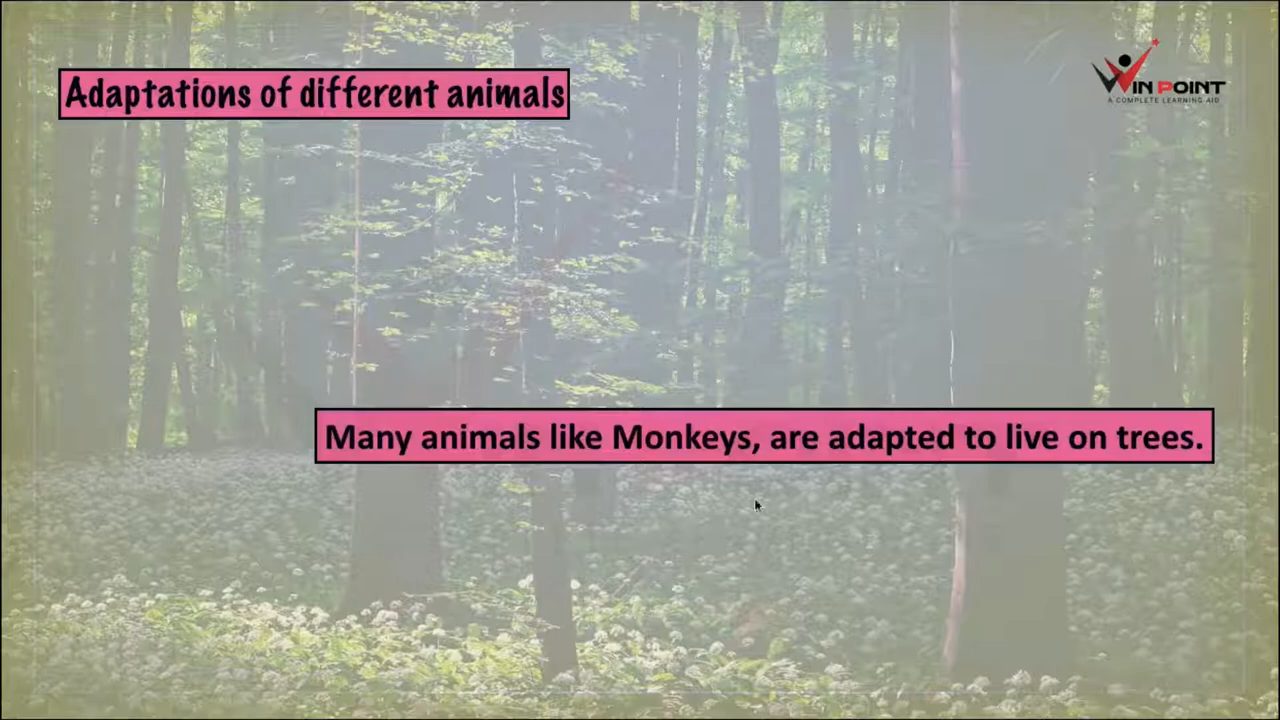 Adaptations of different animals
WIN POINT
A COMPLETE LEARNING AID
Many animals like Monkeys, are adapted to live on trees.